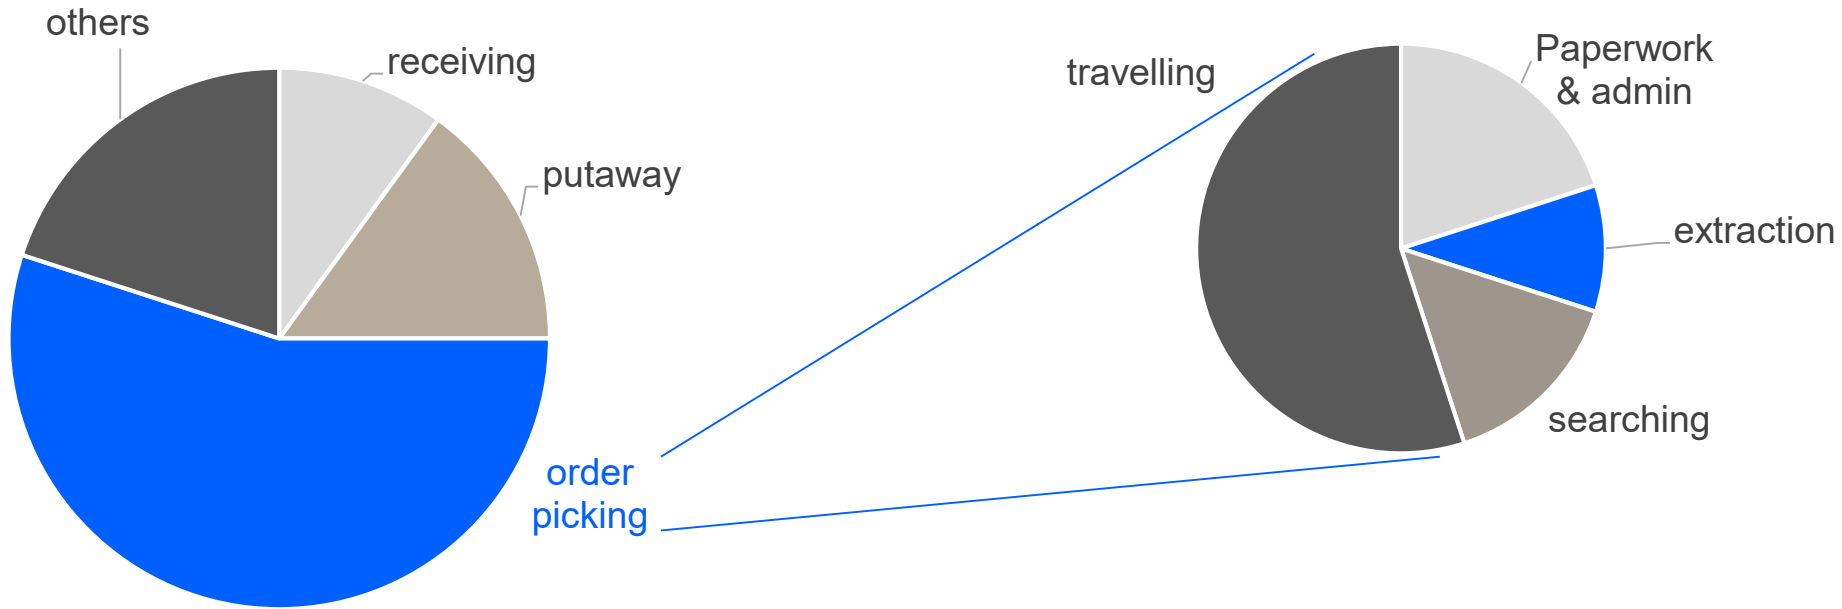 others
receiving
putaway
order
picking
travelling
Paperwork
& admin
extraction
searching